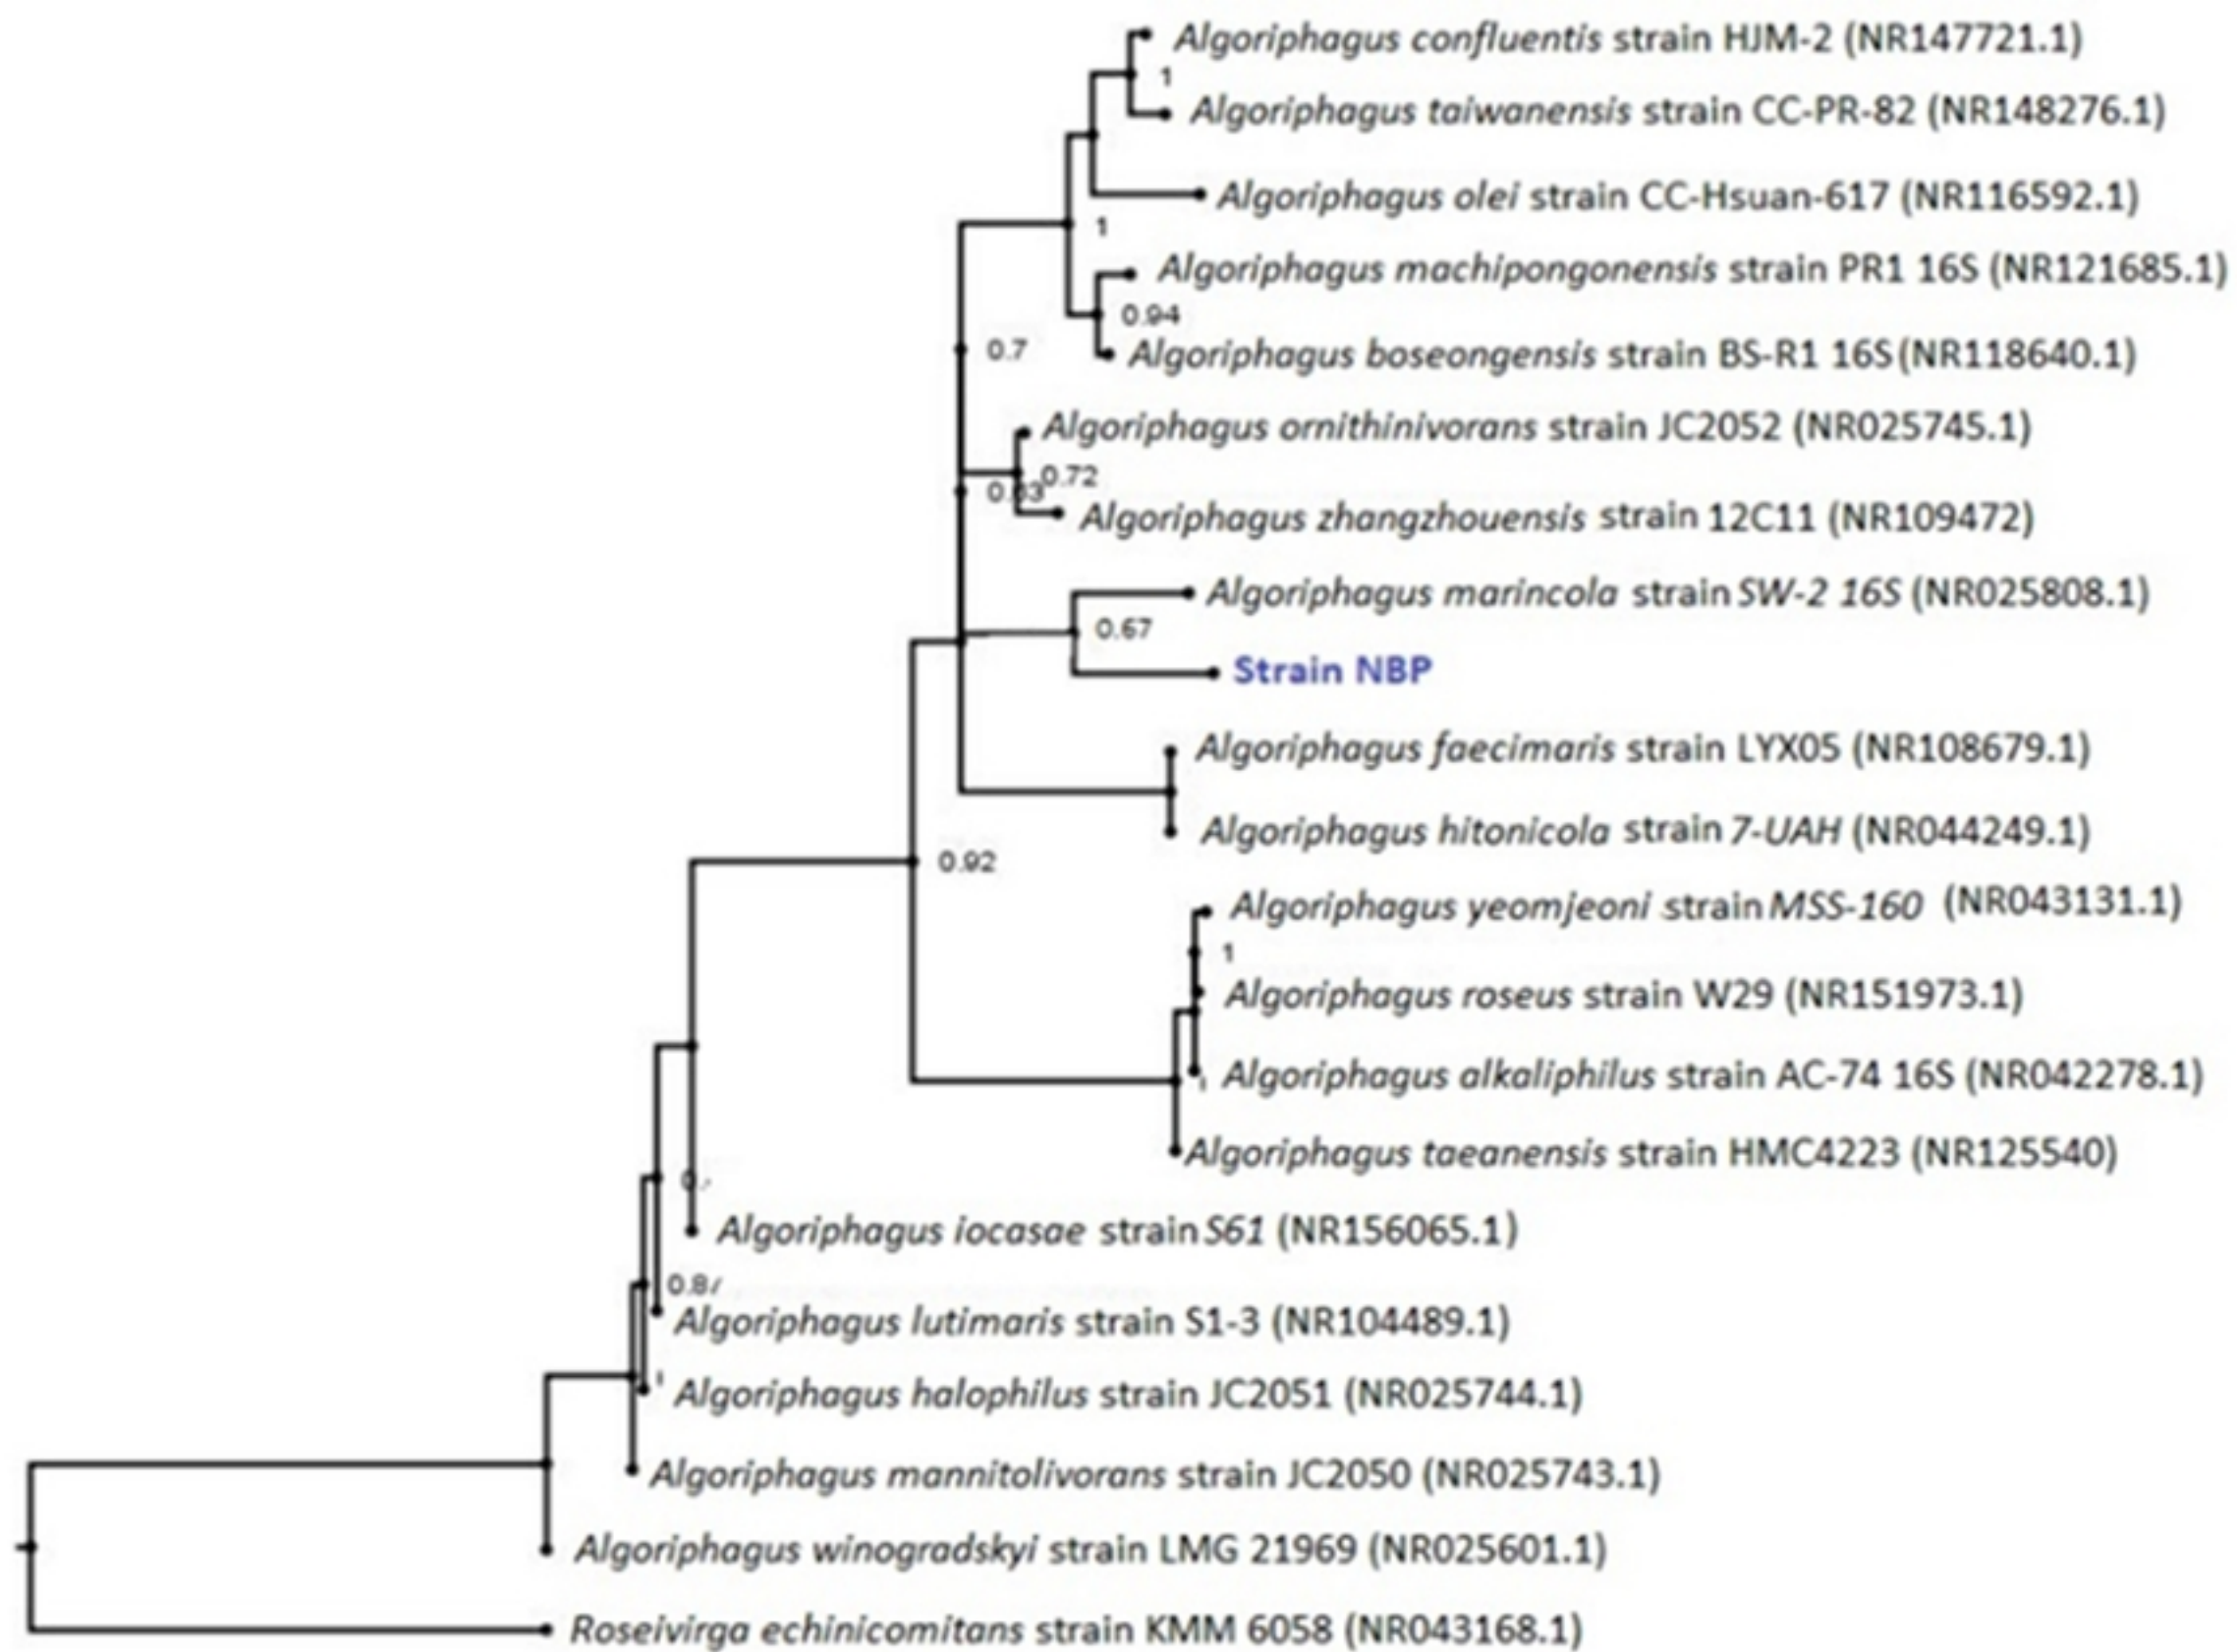 Algoriphagus confluentis strain HJM-2 (NR147721.1)
1
Algoriphagus taiwanensis strain CC-PR-82 (NR148276.1)
Algoriphagus olei strain CC-Hsuan-617 (NR116592.1)
1
Algoriphagus machipongonensis strain PR1 16S (NR121685.1)
0.94
0.7
Algoriphagus boseongensis strain BS-R1 16S (NR118640.1)
Algoriphagus ornithinivorans strain JC2052 (NR025745.1)
0.72
Algoriphagus zhangzhouensis strain 12C11 (NR109472)
Algoriphagus marincola strain SW-2 16S (NR025808.1)
0.67
Strain NBP
Algoriphagus faecimaris strain LYX05 (NR108679.1)
Algoriphagus hitonicola strain 7-UAH (NR044249.1)
0.92
Algoriphagus yeomjeoni strain MSS-160 (NR043131.1)
1
Algoriphagus roseus strain W29 (NR151973.1)
Algoriphagus alkaliphilus strain AC-74 16S (NR042278.1)
Algoriphagus taeanensis strain HMC4223 (NR125540)
Algoriphagus iocasae strain S61 (NR156065.1)
Algoriphagus lutimaris strain S1-3 (NR104489.1)
Algoriphagus halophilus strain JC2051 (NR025744.1)
Algoriphagus mannitolivorans strain JC2050 (NR025743.1)
Algoriphagus winogradskyi strain LMG 21969 (NR025601.1)
Roseivirga echinicomitans strain KMM 6058 (NR043168.1)